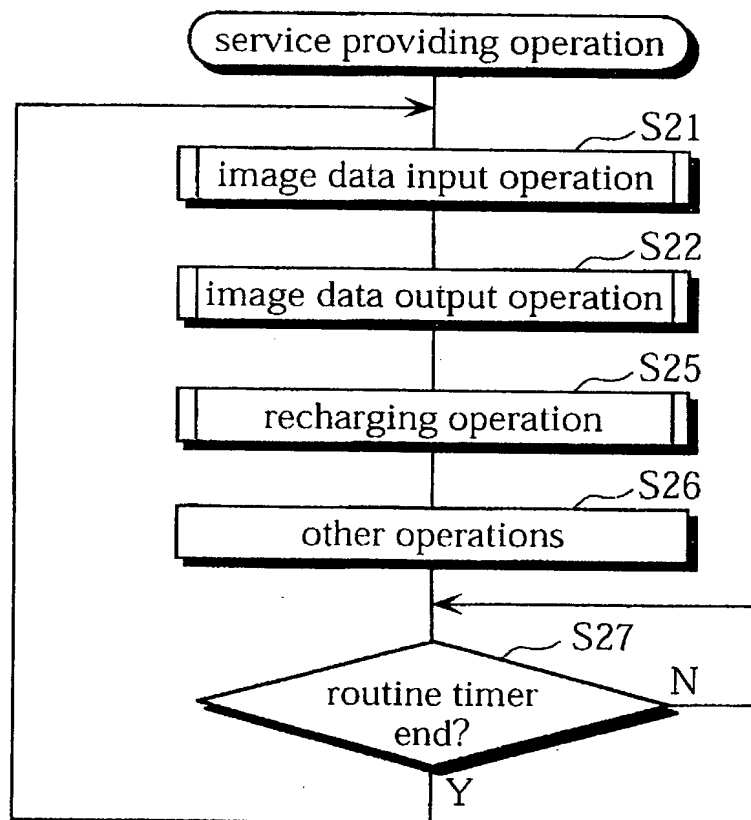 service providing operation
S21
image data input operation
S22
image data output operation
S25
recharging operation
S26
other operations
S27
routine timer
end?
N
Y